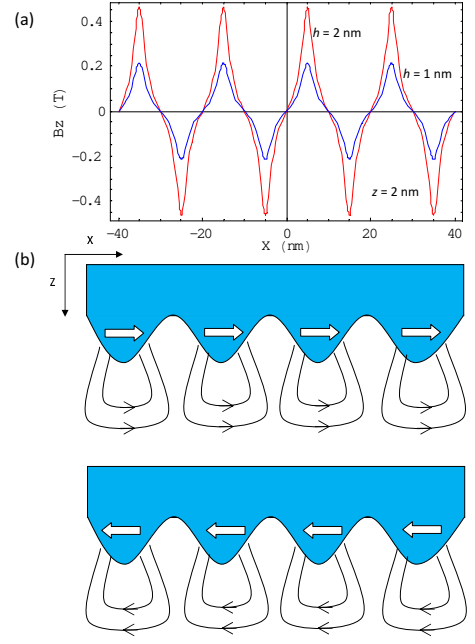 (a)
0.4
0.2
0
−0.2
−0.4
Bz (T)
h = 2 nm
h = 1 nm
z = 2 nm
−40
−20
0
20
40
X (nm)
(b)
x
z